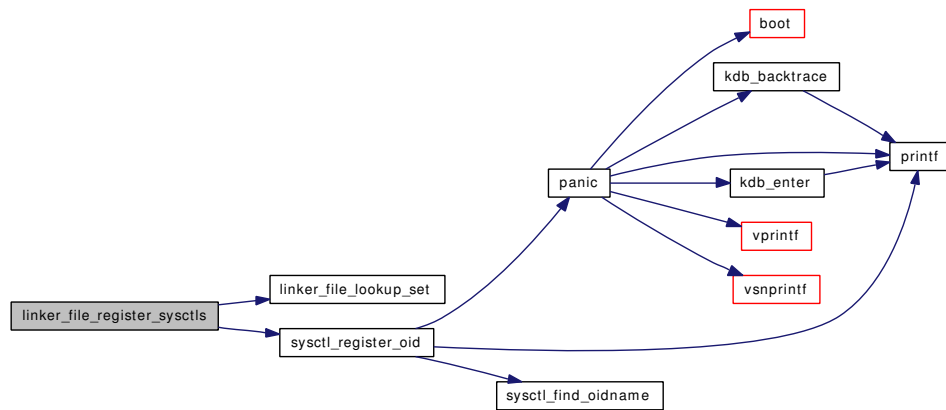 boot
kdb_backtrace
printf
panic
kdb_enter
vprintf
linker_file_lookup_set
vsnprintf
linker_file_register_sysctls
sysctl_register_oid
sysctl_find_oidname